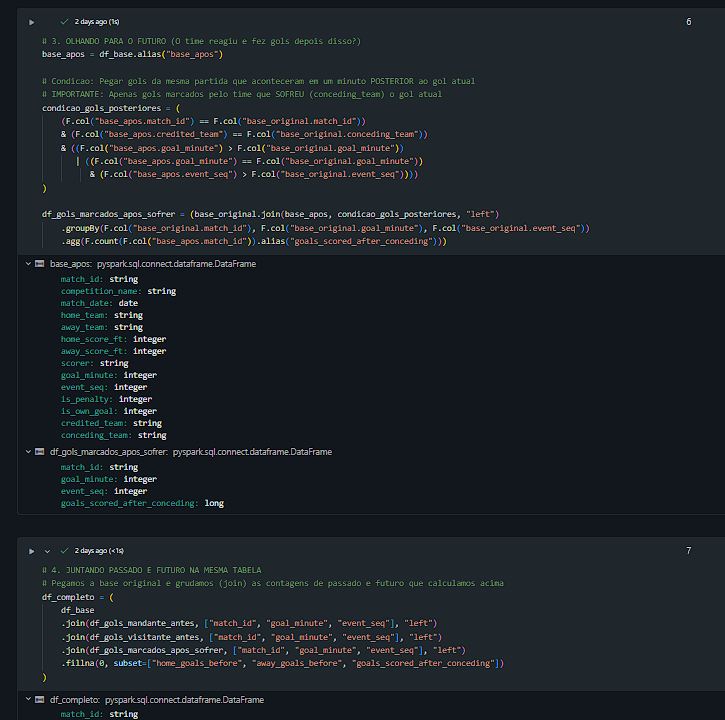 2 days ago (1s)
6
# 3. OLHANDO PARA O FUTURO (O time reagiu e fez gols depois disso?)
base_apos = df_base.alias("base_apos")
# Condicao: Pegar gols da mesma partida que aconteceram em um minuto POSTERIOR ao gol atual
# IMPORTANTE: Apenas gols marcados pelo time que SOFREU (conceding_team) o gol atual
condicao_gols_posteriores = (
(F.col("base_apos.match_id") == F.col("base_original.match_id"))
& (F.col("base_apos.credited_team") == F.col("base_original.conceding_team"))
& ((F.col("base_apos.goal_minute") > F.col("base_original.goal_minute"))
| ((F.col("base_apos.goal_minute") == F.col("base_original.goal_minute"))
& (F.col("base_apos.event_seq") > F.col("base_original.event_seq"))))
)
df_gols_marcados_apos_sofrer = (base_original.join(base_apos, condicao_gols_posteriores, "left")
.groupBy(F.col("base_original.match_id"), F.col("base_original.goal_minute"), F.col("base_original.event_seq"))
.agg(F.count(F.col("base_apos.match_id")).alias("goals_scored_after_conceding")))
base_apos: pyspark.sql.connect.dataframe.DataFrame
match_id: string
competition_name: string
match_date: date
home_team: string
away_team: string
home_score_ft: integer
away_score_ft: integer
scorer: string
goal_minute: integer
event_seq: integer
is_penalty: integer
is_own_goal: integer
credited_team: string
conceding_team: string
df_gols_marcados_apos_sofrer: pyspark.sql.connect.dataframe.DataFrame
match_id: string
goal_minute: integer
event_seq: integer
goals_scored_after_conceding: long
2 days ago (<1s)
7
# 4. JUNTANDO PASSADO E FUTURO NA MESMA TABELA
# Pegamos a base original e grudamos (join) as contagens de passado e futuro que calculamos acima
df_completo = (
df_base
.join(df_gols_mandante_antes, ["match_id", "goal_minute", "event_seq"], "left")
.join(df_gols_visitante_antes, ["match_id", "goal_minute", "event_seq"], "left")
.join(df_gols_marcados_apos_sofrer, ["match_id", "goal_minute", "event_seq"], "left")
.fillna(0, subset=["home_goals_before", "away_goals_before", "goals_scored_after_conceding"])
)
df_completo: pyspark.sql.connect.dataframe.DataFrame
match_id: string